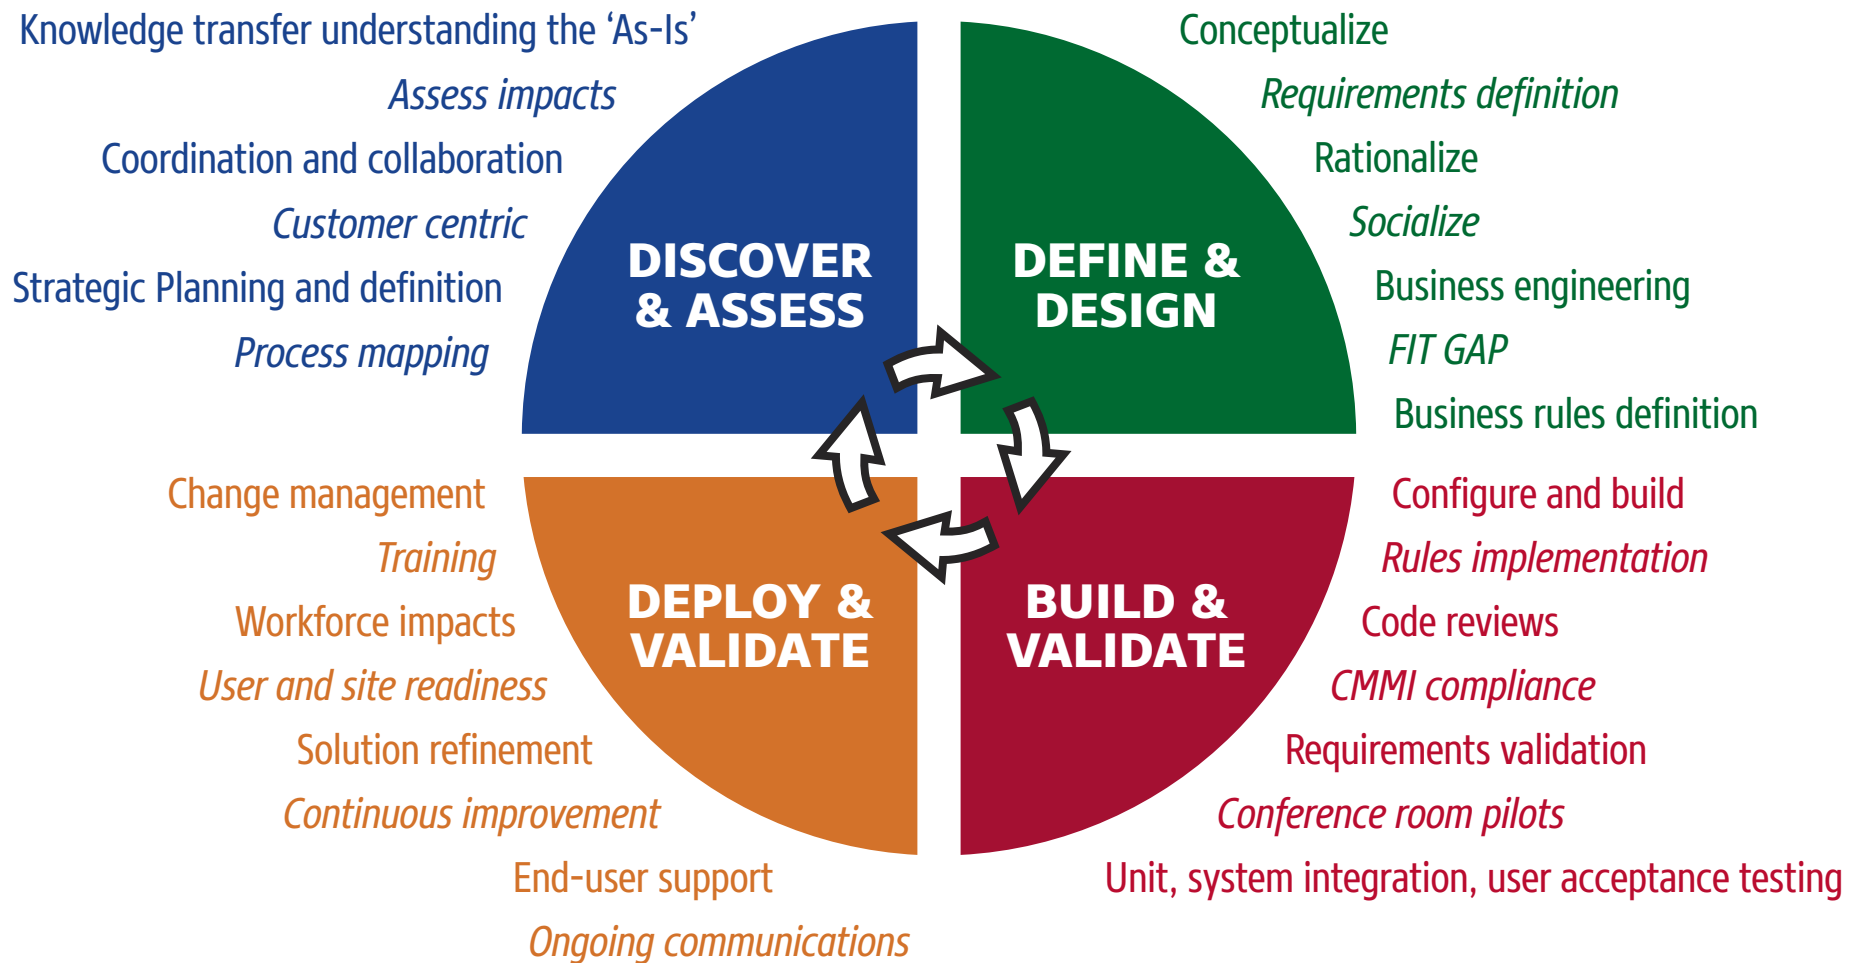 Knowledge transfer understanding the ‘As-Is’
Assess impacts
Coordination and collaboration
Customer centric
Strategic Planning and definition
Process mapping
DISCOVER
& ASSESS
Conceptualize
Requirements definition
Rationalize
Socialize
Business engineering
FIT GAP
Business rules definition
DEFINE &
DESIGN
Change management
Training
Workforce impacts
User and site readiness
Solution refinement
Continuous improvement
End-user support
Ongoing communications
DEPLOY &
VALIDATE
BUILD &
VALIDATE
Configure and build
Rules implementation
Code reviews
CMMI compliance
Requirements validation
Conference room pilots
Unit, system integration, user acceptance testing